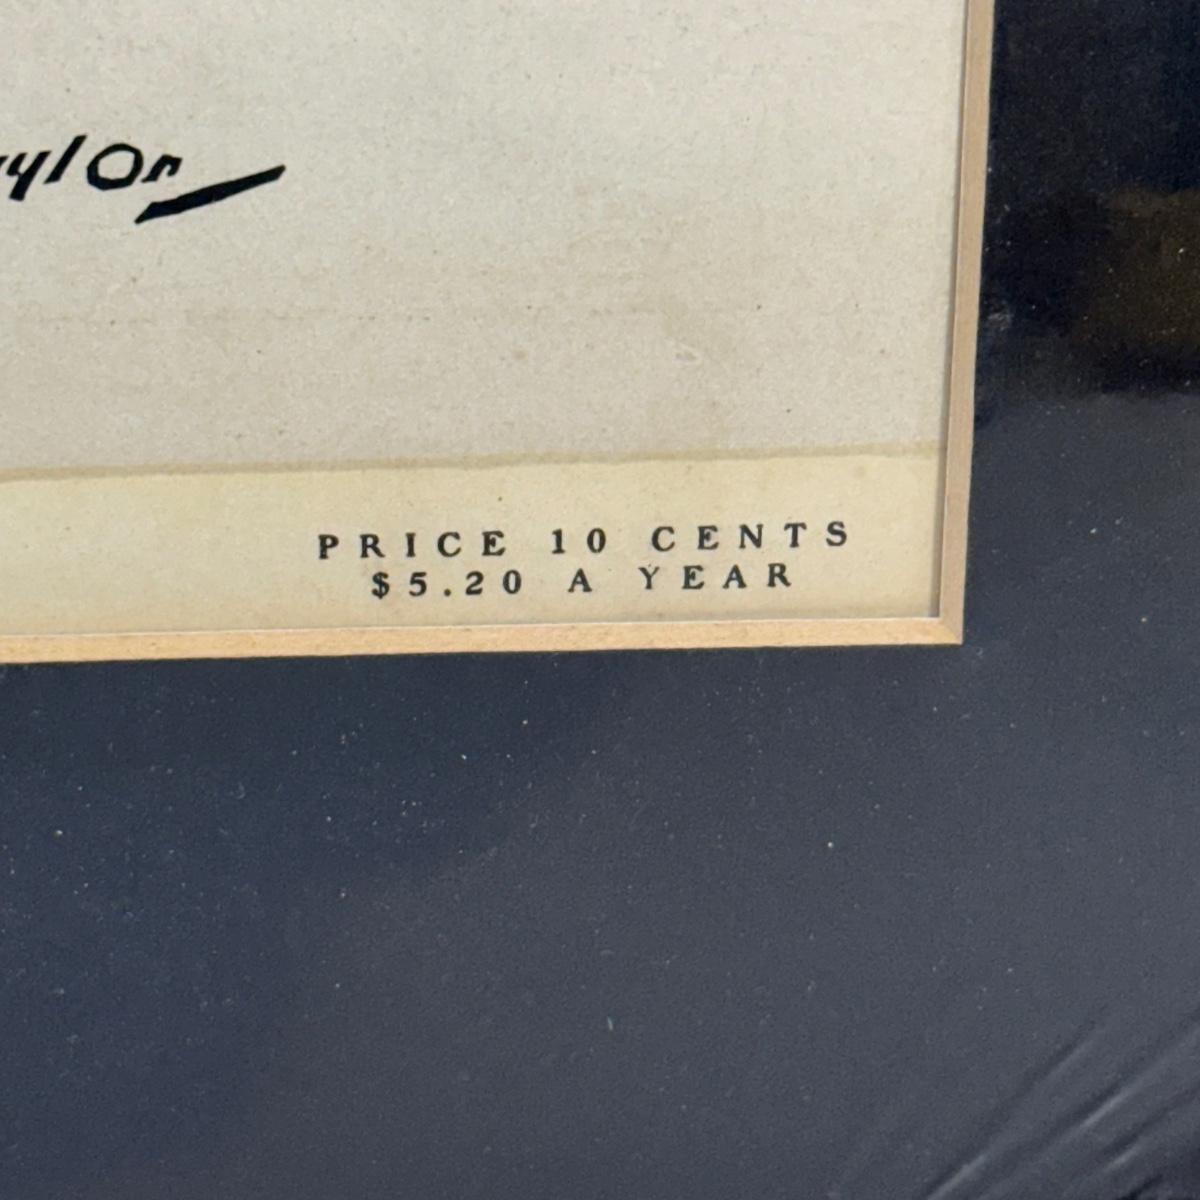 PRICE 10 CENTS
$5.20 A YEAR